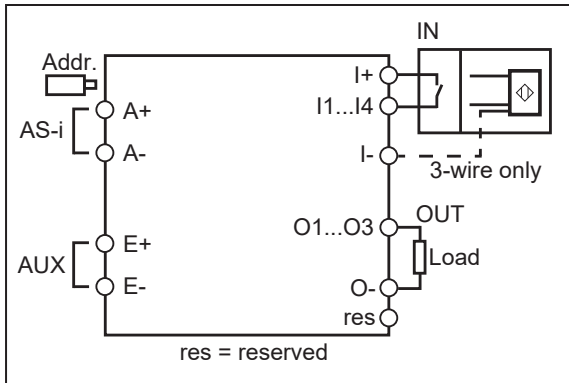 IN
Addr.
I+
A+
I1...I4
AS-i
A-
I-
3-wire only
O1...O3
OUT
E+
AUX
Load
E-
O-
res
res = reserved